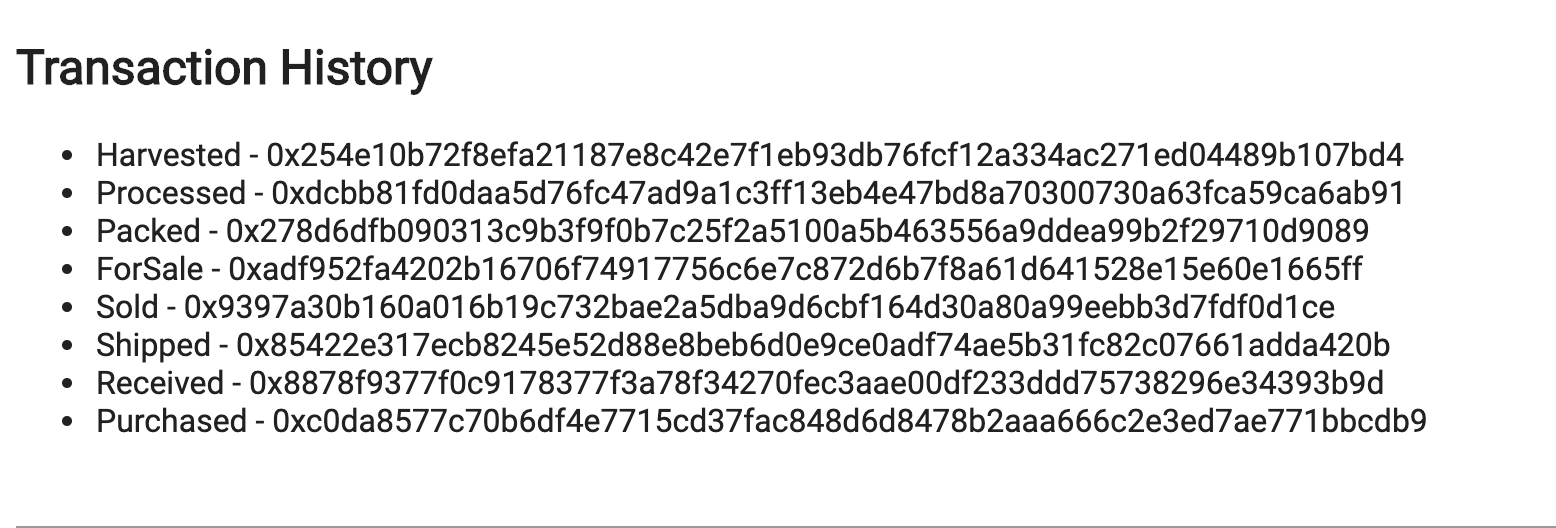 Transaction History
• Harvested - 0x254e10b72f8efa21187e8c42e7f1eb93db76fcf12a334ac271ed04489b107bd4
• Processed - 0xdcbb81fd0daa5d76fc47ad9a1c3ff13eb4e47bd8a70300730a63fca59ca6ab91
• Packed - 0x278d6dfb090313c9b3f9f0b7c25f2a5100a5b463556a9ddea99b2f29710d9089
• ForSale - 0xadf952fa4202b16706f74917756c6e7c872d6b7f8a61d641528e15e60e1665ff
• Sold - 0x9397a30b160a016b19c732bae2a5dba9d6cbf164d30a80a99eebb3d7fdf0d1ce
• Shipped - 0x85422e317ecb8245e52d88e8beb6d0e9ce0adf74ae5b31fc82c07661adda420b
• Received - 0x8878f9377f0c9178377f3a78f34270fec3aae00df233ddd75738296e34393b9d
• Purchased - 0xc0da8577c70b6df4e7715cd37fac848d6d8478b2aaa666c2e3ed7ae771bbcdb9